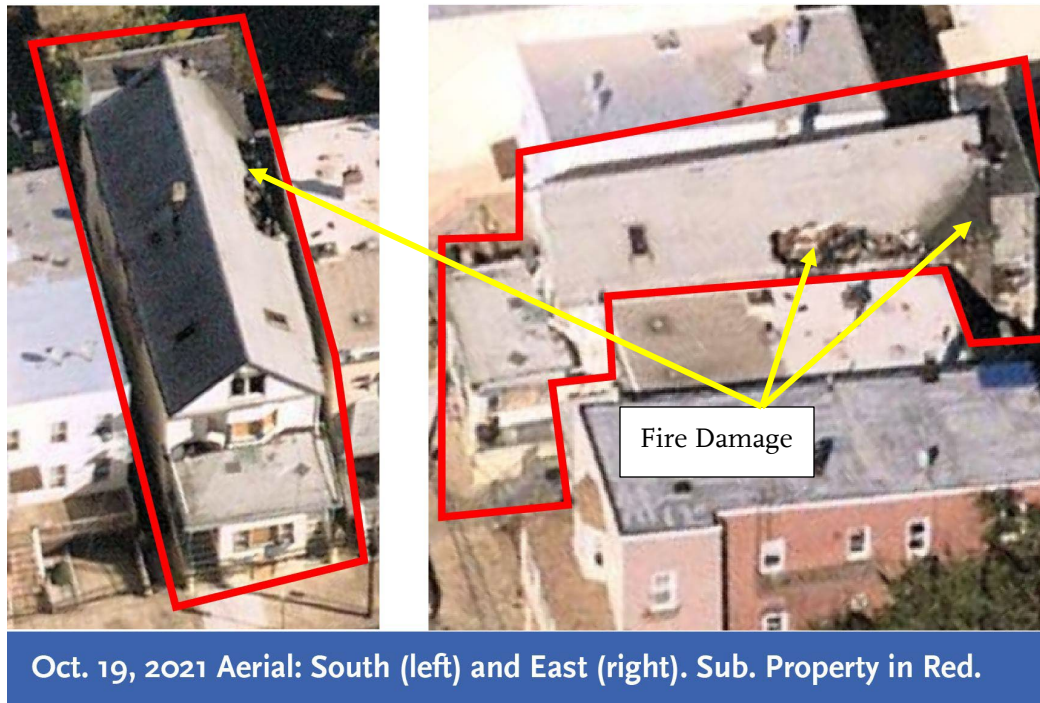 Fire Damage
Oct. 19, 2021 Aerial: South (left) and East (right). Sub. Property in Red.